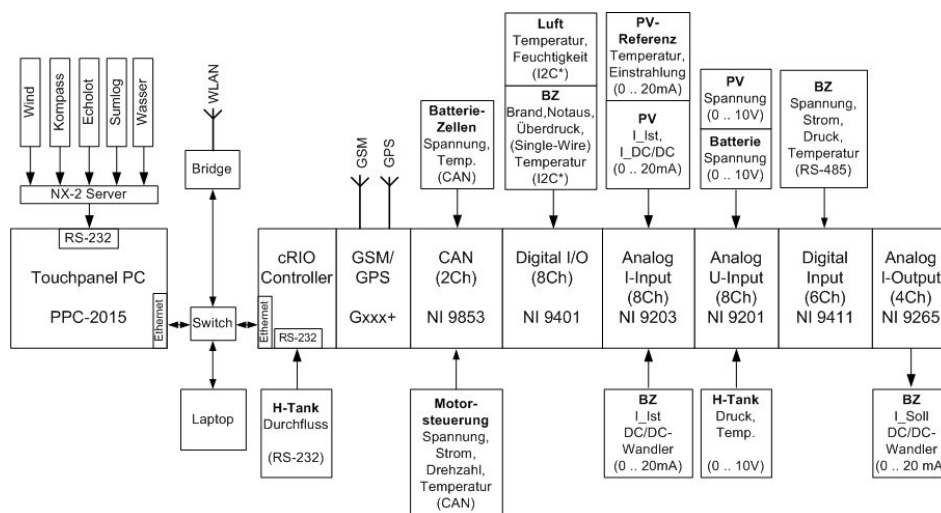 Wind
Kompass
Echolot
Sumlog
Wasser
NX-2 Server
RS-232
Touchpanel PC
PPC-2015
Ethernet
WLAN
Bridge
Switch
Laptop
cRIO
Controller
Ethernet
RS-232
H-Tank
Durchfluss
(RS-232)
GSM
GPS
GSM/
GPS
Gxxx+
Batterie-
Zellen
Spannung,
Temp.
(CAN)
CAN
(2Ch)
NI 9853
Motor-
steuerung
Spannung,
Strom,
Drehzahl,
Temperatur
(CAN)
Luft
Temperatur,
Feuchtigkeit
(I2C*)
BZ
Brand,Notaus,
Überdruck,
(Single-Wire)
Temperatur
(I2C*)
Digital I/O
(8Ch)
NI 9401
PV-
Referenz
Temperatur,
Einstrahlung
(0 .. 20mA)
PV
I_Ist,
I_DC/DC
(0 .. 20mA)
Analog
I-Input
(8Ch)
NI 9203
BZ
I_Ist
DC/DC-
Wandler
(0 .. 20mA)
PV
Spannung
(0 .. 10V)
Batterie
Spannung
(0 .. 10V)
Analog
U-Input
(8Ch)
NI 9201
H-Tank
Druck,
Temp.
(0 .. 10V)
BZ
Spannung,
Strom,
Druck,
Temperatur
(RS-485)
Digital
Input
(6Ch)
NI 9411
Analog
I-Output
(4Ch)
NI 9265
BZ
I_Soll
DC/DC-
Wandler
(0 .. 20 mA)